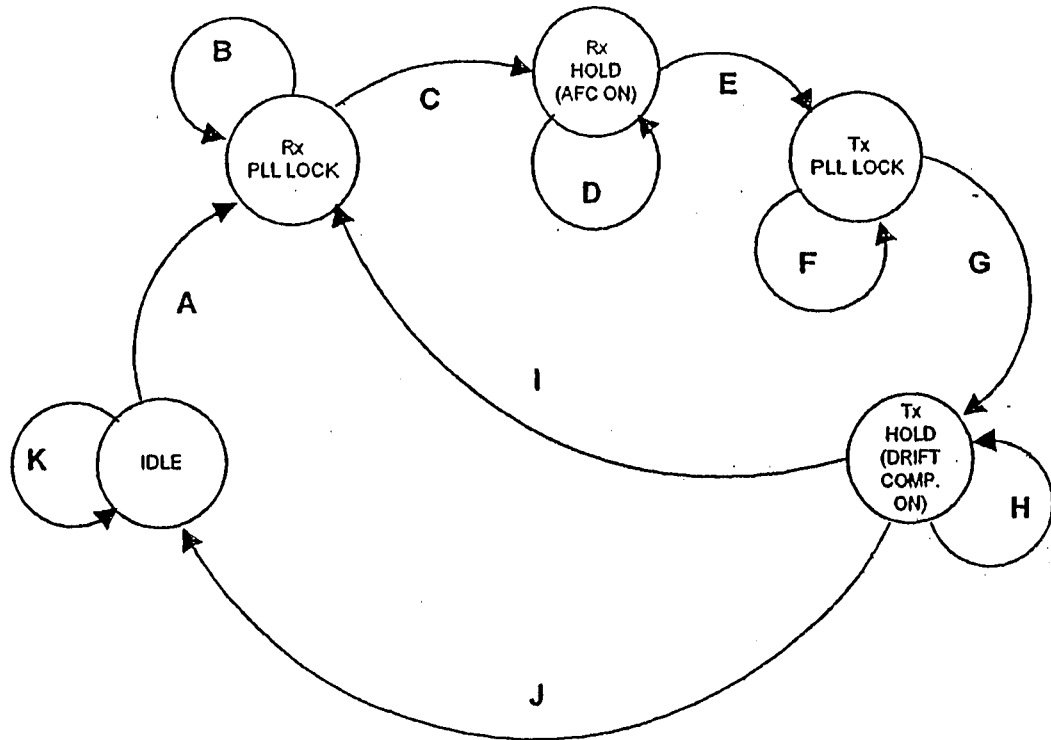 B
Rx
PLL LOCK
C
Rx
HOLD
(AFC ON)
D
E
Tx
PLL LOCK
F
G
A
I
K
IDLE
Tx
HOLD
(DRIFT
COMP.
ON)
H
J